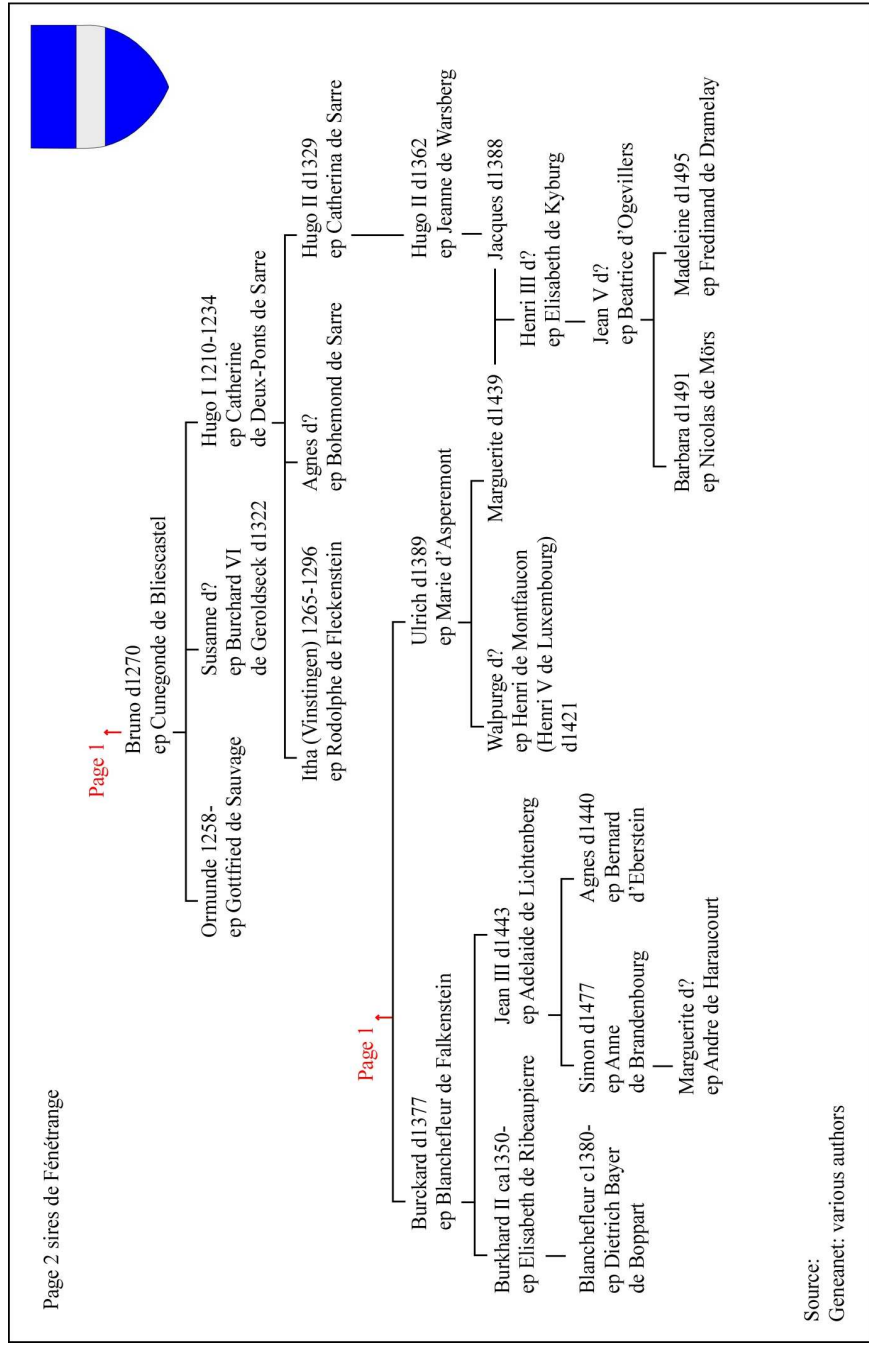 Page 2 sires de Fénétrange
Page 1
Bruno d1270
ep Cunegonde de Bliescastel
Ormunde 1258-
ep Gottfried de Sauvage
Susanne d?
ep Burchard VI
de Geroldseck d1322
Hugo I 1210-1234
ep Catherine
de Deux-Ponts de Sarre
Itha (Vinstingen) 1265-1296
ep Rodolphe de Fleckenstein
Agnes d?
ep Bohemond de Sarre
Hugo II d1329
ep Catherina de Sarre
Page 1
Burckard d1377
ep Blanchefleur de Falkenstein
Ulrich d1389
ep Marie d'Asperemont
Hugo II d1362
ep Jeanne de Warsberg
Burkhard II ca1350-
ep Elisabeth de Ribeaupierre
Jean III d1443
ep Adelaide de Lichtenberg
Walpurge d?
ep Henri de Montfaucon
(Henri V de Luxembourg)
d1421
Marguerite d1439
Jacques d1388
Henri III d?
ep Elisabeth de Kyburg
Blanchefleur c1380-
ep Dietrich Bayer
de Boppart
Simon d1477
ep Anne
de Brandenbourg
Agnes d1440
ep Bernard
d'Eberstein
Jean V d?
ep Beatrice d'Ogevillers
Marguerite d?
ep Andre de Haraucourt
Barbara d1491
ep Nicolas de Mörs
Madeleine d1495
ep Fredinand de Dramelay
Source:
Geneanet: various authors